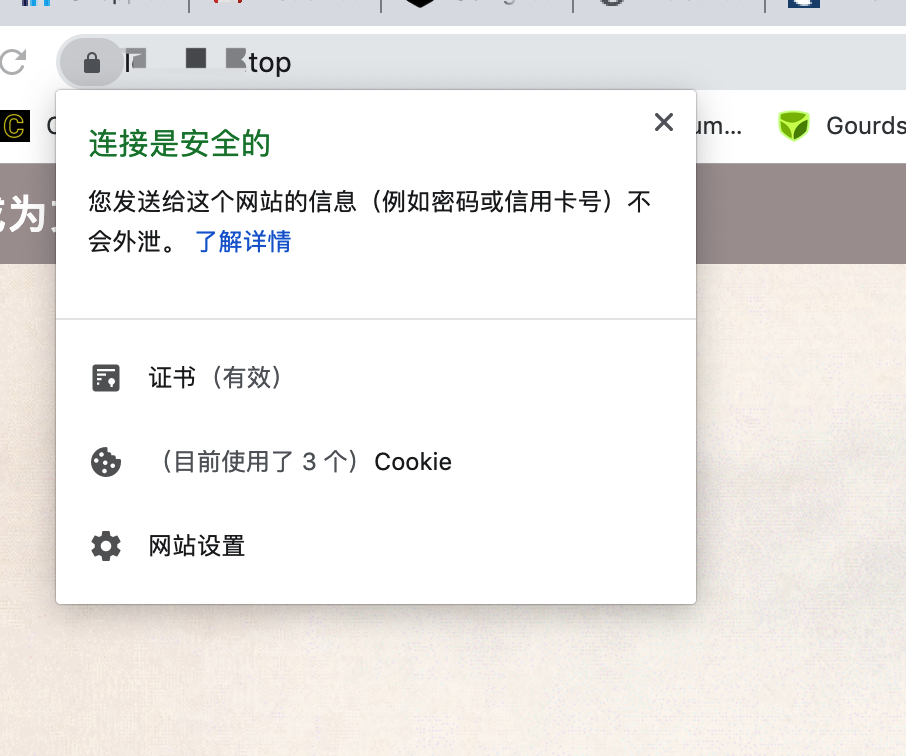 top
连接是安全的
um...
Gourds
您发送给这个网站的信息（例如密码或信用卡号）不
会外泄。 了解详情
证书（有效）
（目前使用了 3 个）Cookie
网站设置